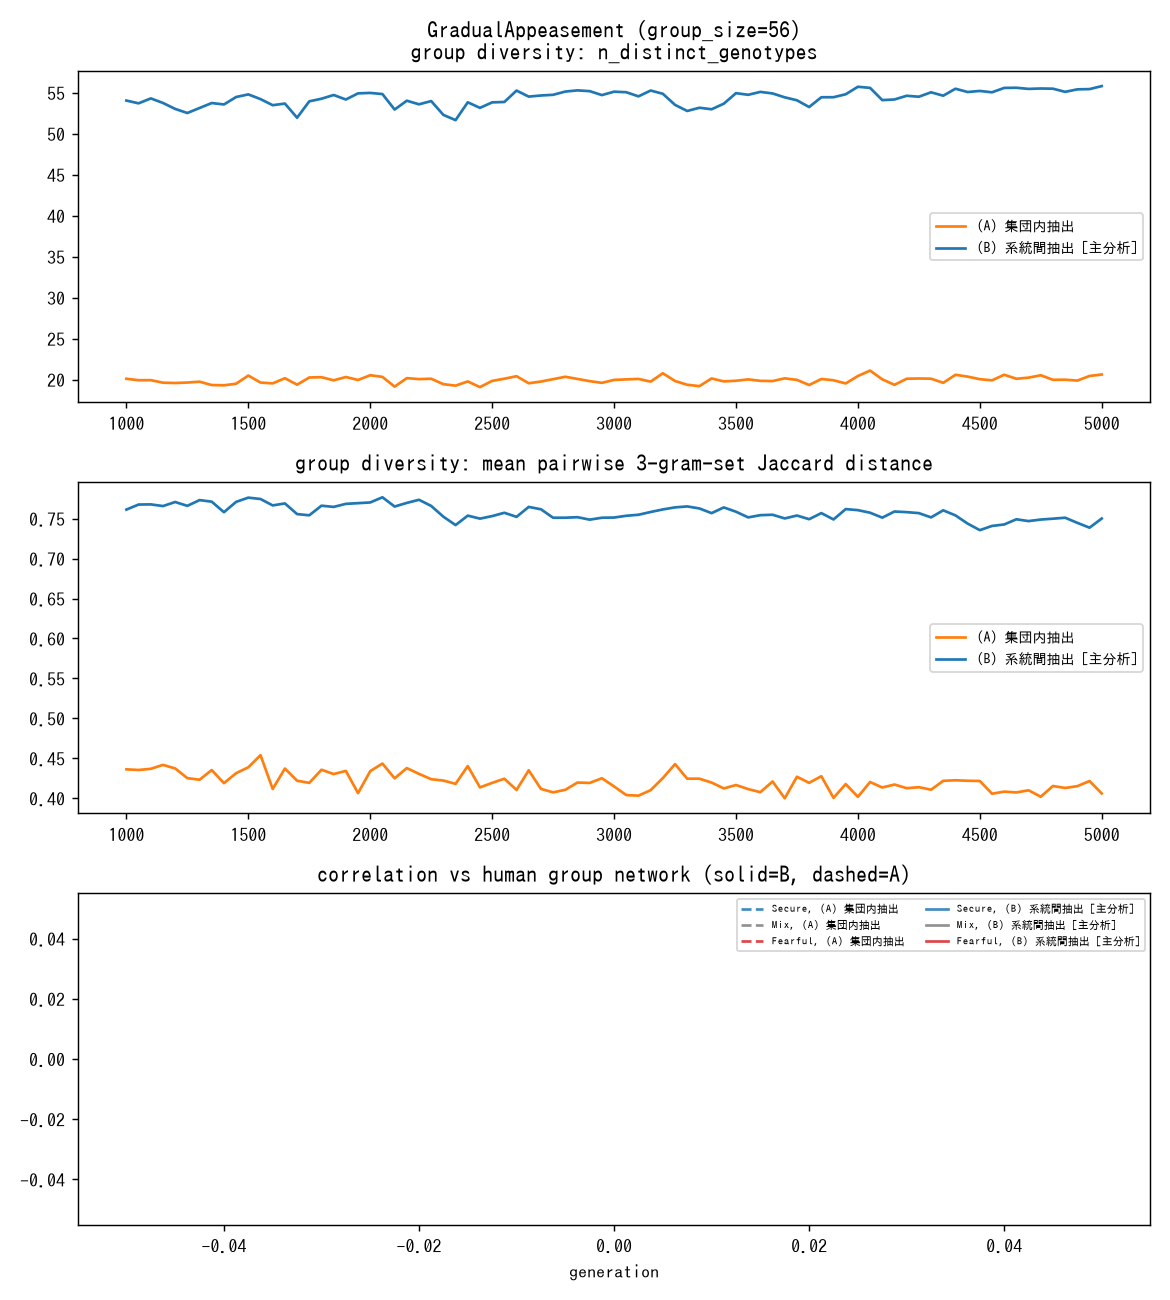 GradualAppeasement (group_size=56)
group diversity: n_distinct_genotypes
55
50
45
40
35
30
25
20
(A) 集団内抽出
(B) 系統間抽出 [主分析]
1000 1500 2000 2500 3000 3500 4000 4500 5000
group diversity: mean pairwise 3-gram-set Jaccard distance
0.75
0.70
0.65
0.60
0.55
0.50
0.45
0.40
(A) 集団内抽出
(B) 系統間抽出 [主分析]
1000 1500 2000 2500 3000 3500 4000 4500 5000
correlation vs human group network (solid=B, dashed=A)
Secure, (A) 集団内抽出 Secure, (B) 系統間抽出 [主分析]
Mix, (A) 集団内抽出 Mix, (B) 系統間抽出 [主分析]
Fearful, (A) 集団内抽出 Fearful, (B) 系統間抽出 [主分析]
0.04
0.02
0.00
-0.02
-0.04
-0.04 -0.02 0.00 0.02 0.04
generation